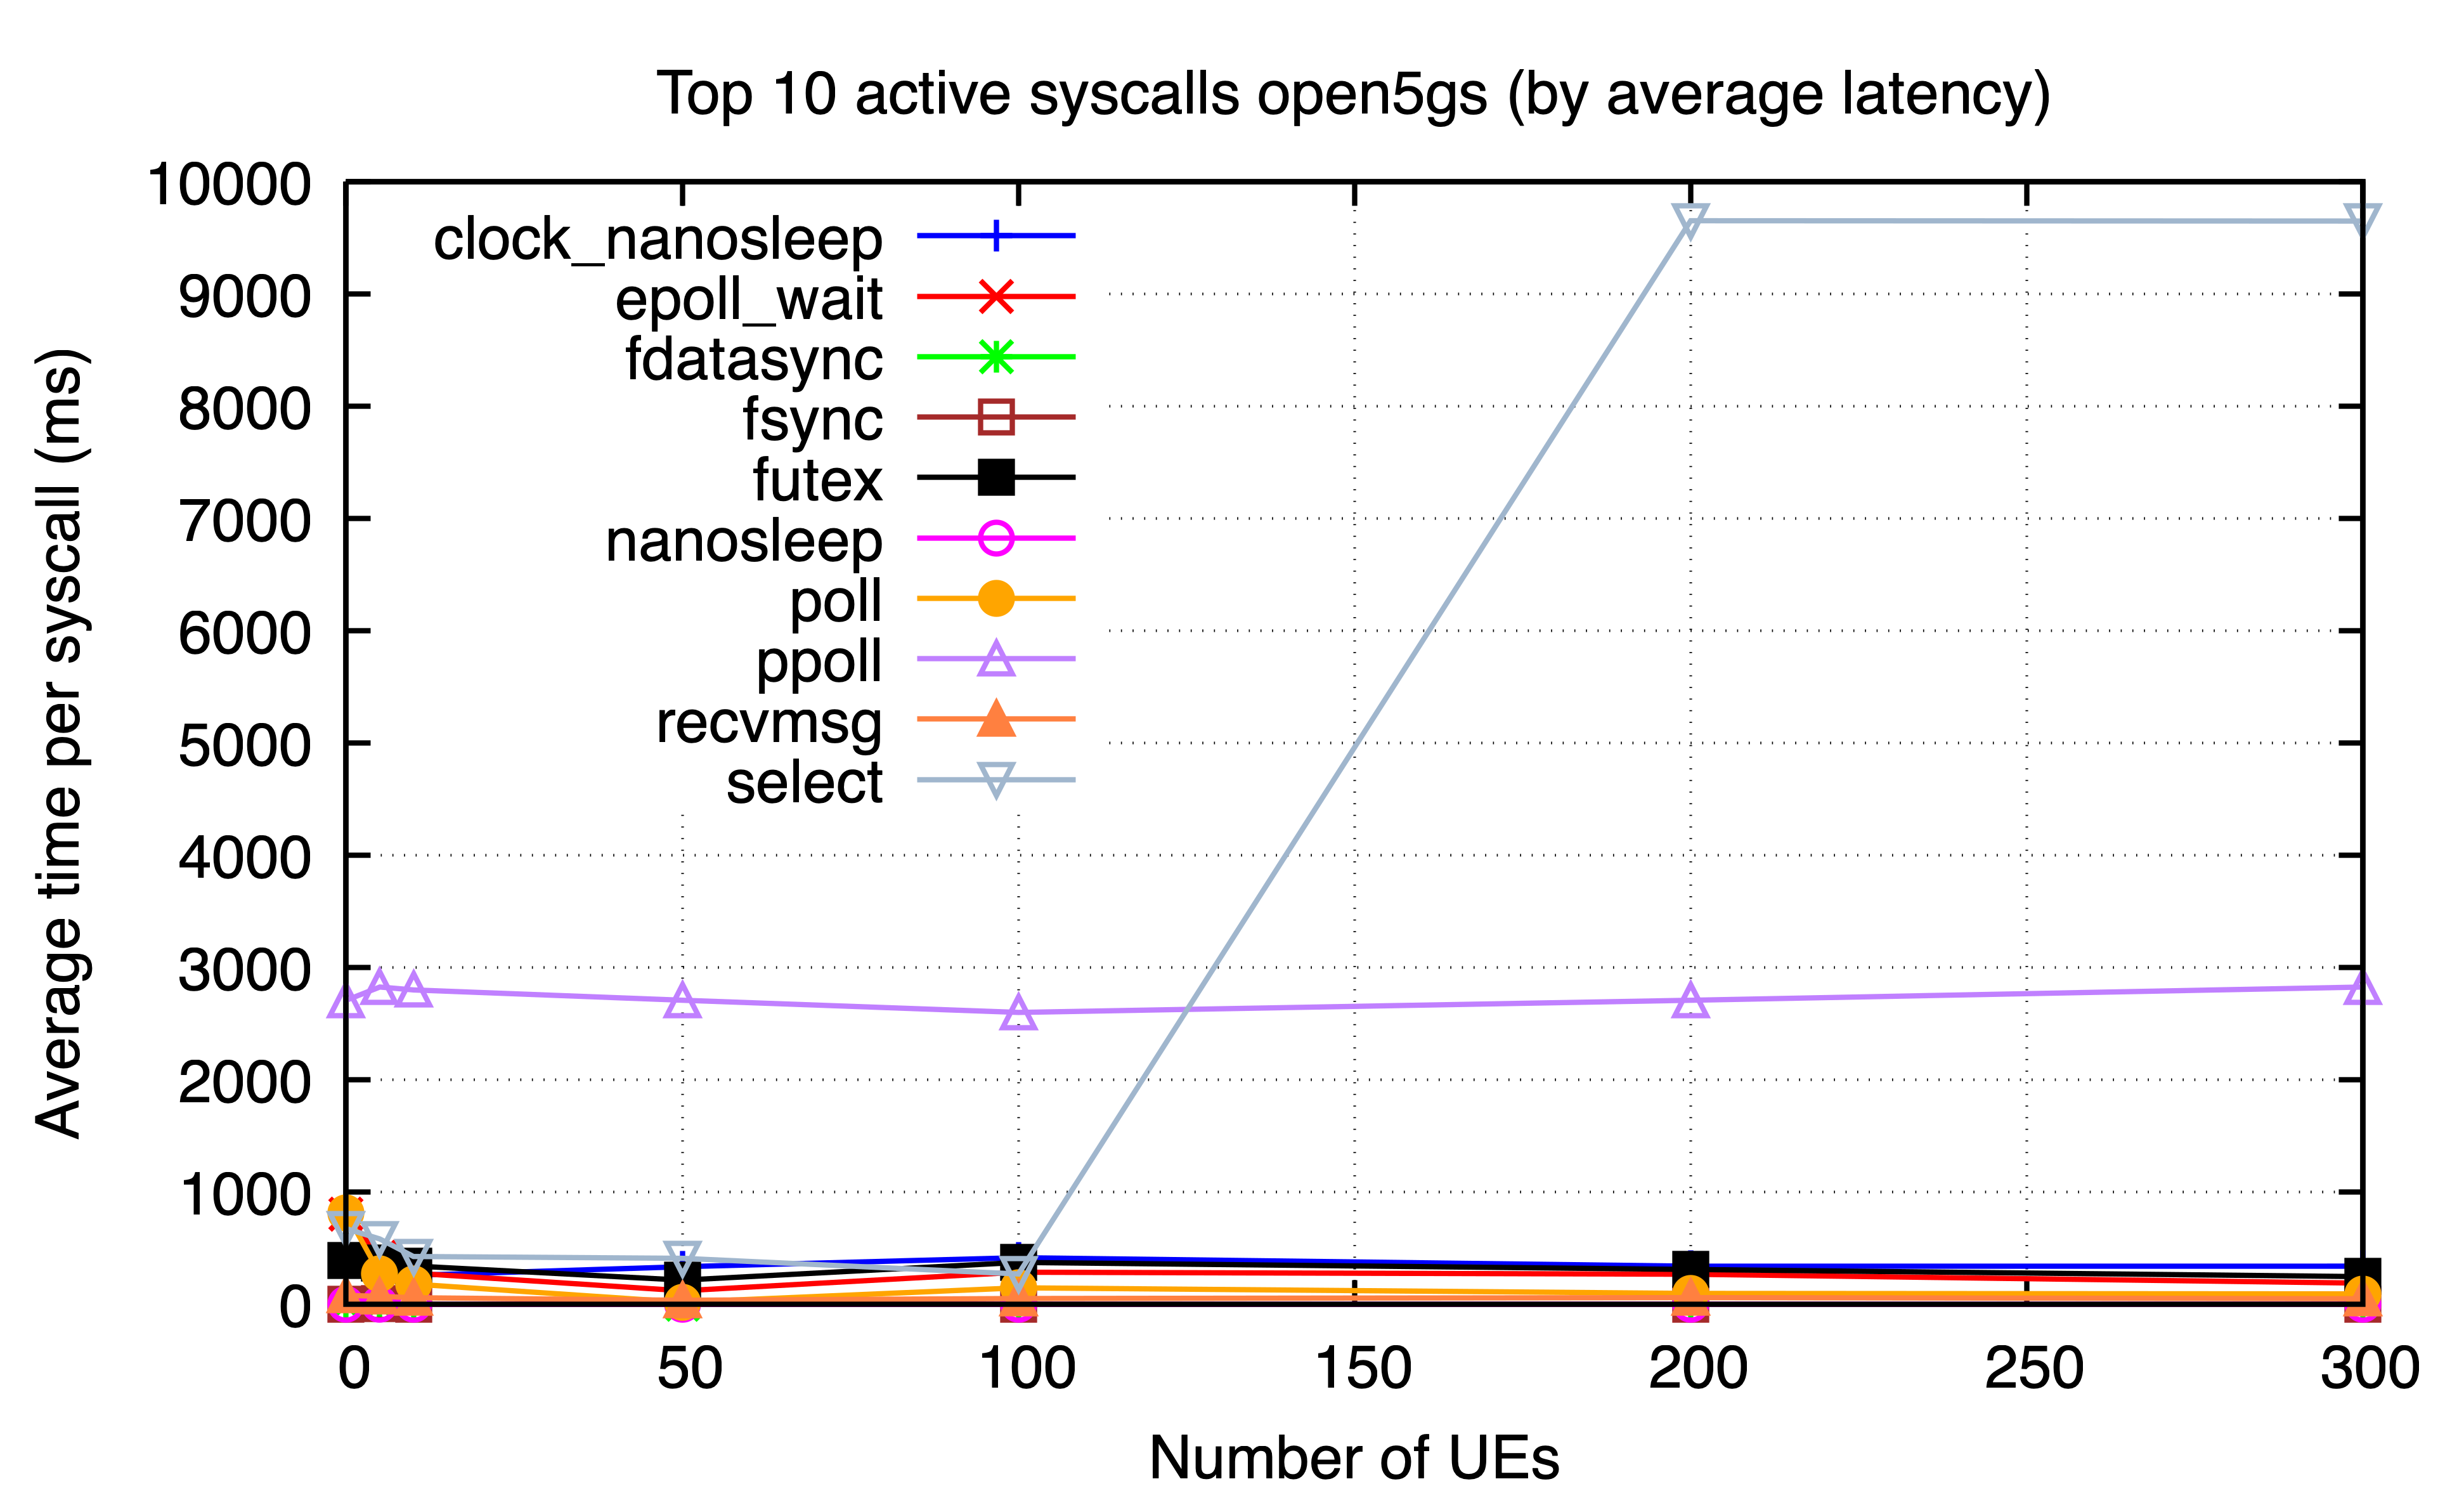 Top 10 active syscalls open5gs (by average latency)
10000
9000
8000
7000
6000
5000
4000
3000
2000
1000
0
Average time per syscall (ms)
clock_nanosleep
epoll_wait
fdatasync
fsync
futex
nanosleep
poll
ppoll
recvmsg
select
0 50 100 150 200 250 300
Number of UEs